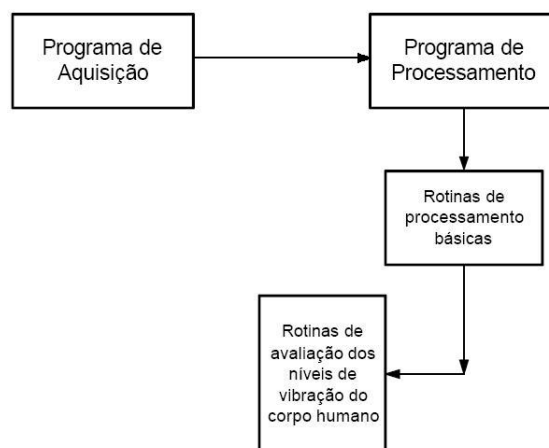 Programa de
Aquisição
Programa de
Processamento
Rotinas de
processamento
básicas
Rotinas de
avaliação dos
níveis de
vibração do
corpo humano